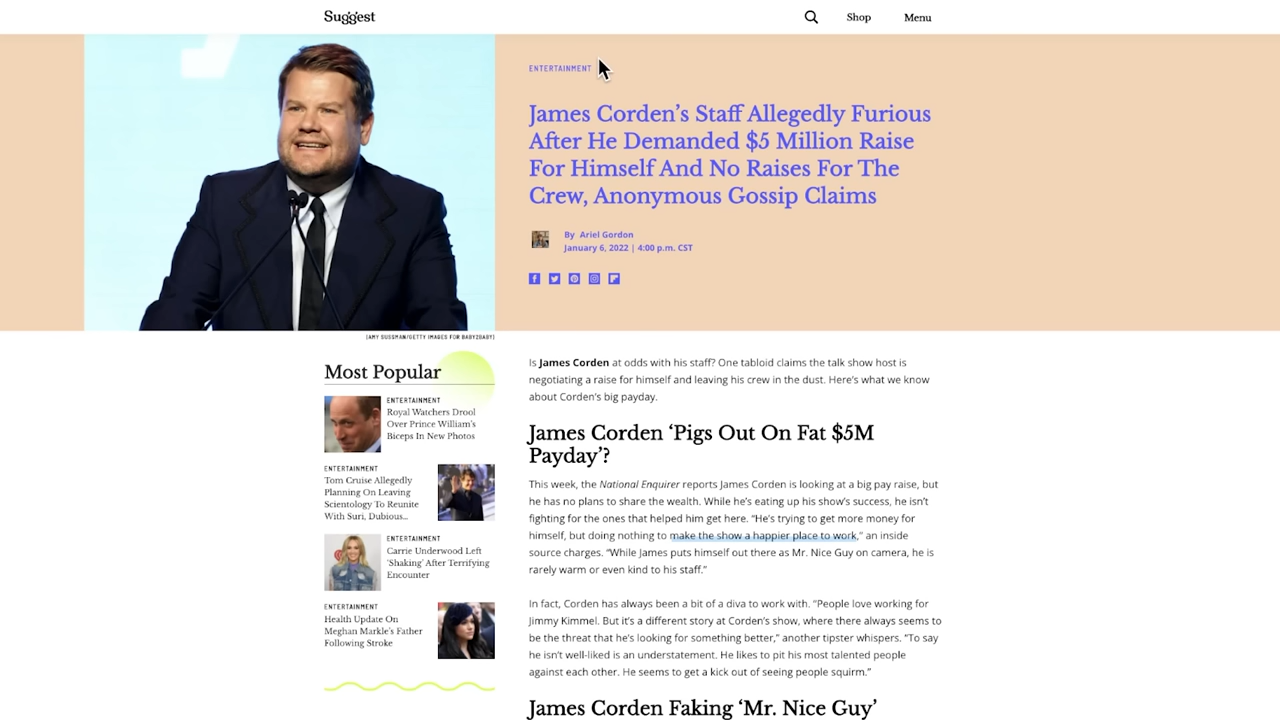 Suggest
Shop
Menu
ENTERTAINMENT
James Corden's Staff Allegedly Furious
After He Demanded $5 Million Raise
For Himself And No Raises For The
Crew, Anonymous Gossip Claims
By Ariel Gordon
January 6, 2022 | 4:00 p.m. CST
(AMY SUSSMAN/GETTY IMAGES FOR BABY2BABY)
Most Popular
ENTERTAINMENT
Royal Watchers Drool
Over Prince William's
Biceps In New Photos
ENTERTAINMENT
Tom Cruise Allegedly
Planning On Leaving
Scientology To Reunite
With Suri, Dubious...
ENTERTAINMENT
Carrie Underwood Left
'Shaking' After Terrifying
Encounter
ENTERTAINMENT
Health Update On
Meghan Markle's Father
Following Stroke
Is James Corden at odds with his staff? One tabloid claims the talk show host is
negotiating a raise for himself and leaving his crew in the dust. Here's what we know
about Corden's big payday.
James Corden 'Pigs Out On Fat $5M
Payday'?
This week, the National Enquirer reports James Corden is looking at a big pay raise, but
he has no plans to share the wealth. While he's eating up his show's success, he isn't
fighting for the ones that helped him get here. "He's trying to get more money for
himself, but doing nothing to make the show a happier place to work," an inside
source charges. "While James puts himself out there as Mr. Nice Guy on camera, he is
rarely warm or even kind to his staff."
In fact, Corden has always been a bit of a diva to work with. "People love working for
Jimmy Kimmel. But it's a different story at Corden's show, where there always seems to
be the threat that he's looking for something better," another tipster whispers. "To say
he isn't well-liked is an understatement. He likes to pit his most talented people
against each other. He seems to get a kick out of seeing people squirm."
James Corden Faking 'Mr. Nice Guy'